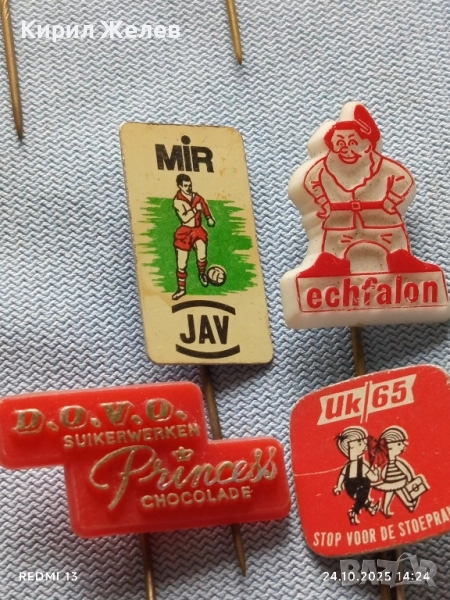 Кирил Желев
MiR
JAV
echfalon
D.O.V.O.
SUIKERWERKEN
Princess
CHOCOLADE
Uk/65
STOP VOOR DE STOEPRAN
REDMI 13
24.10.2025 14:24